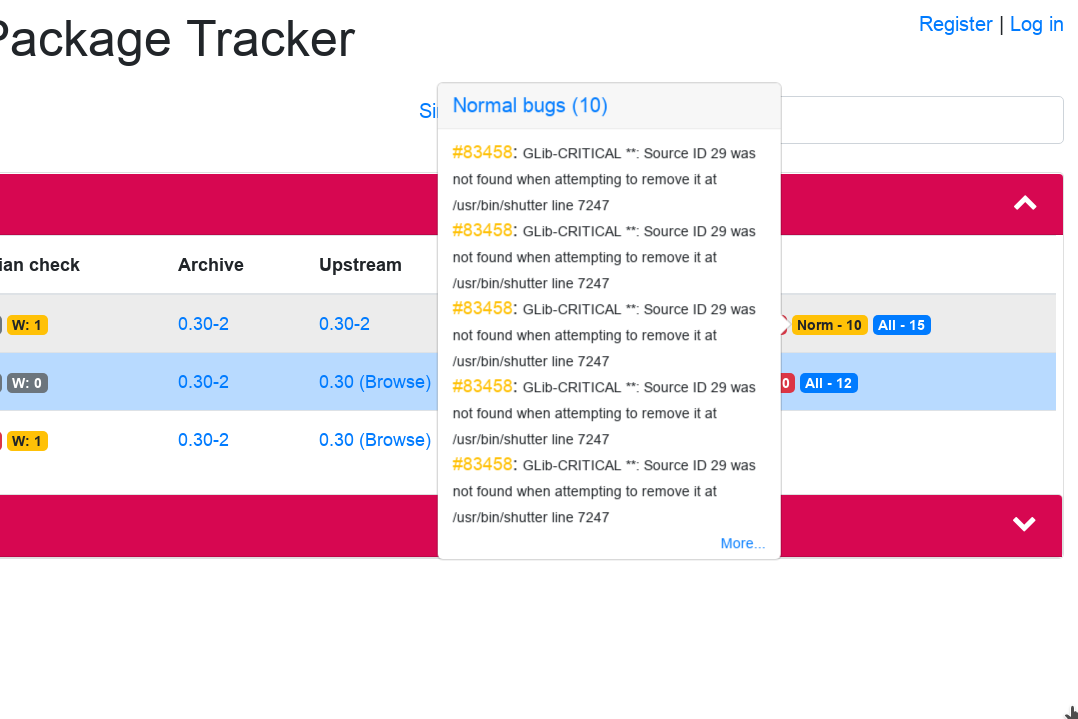 Package Tracker
Register | Log in
Normal bugs (10)
#83458: GLib-CRITICAL **: Source ID 29 was
not found when attempting to remove it at
/usr/bin/shutter line 7247
#83458: GLib-CRITICAL **: Source ID 29 was
not found when attempting to remove it at
/usr/bin/shutter line 7247
#83458: GLib-CRITICAL **: Source ID 29 was
not found when attempting to remove it at
/usr/bin/shutter line 7247
#83458: GLib-CRITICAL **: Source ID 29 was
not found when attempting to remove it at
/usr/bin/shutter line 7247
#83458: GLib-CRITICAL **: Source ID 29 was
not found when attempting to remove it at
/usr/bin/shutter line 7247
More...
ian check Archive Upstream
W: 1 0.30-2 0.30-2 Norm - 10 All - 15
W: 0 0.30-2 0.30 (Browse) 0 All - 12
W: 1 0.30-2 0.30 (Browse)